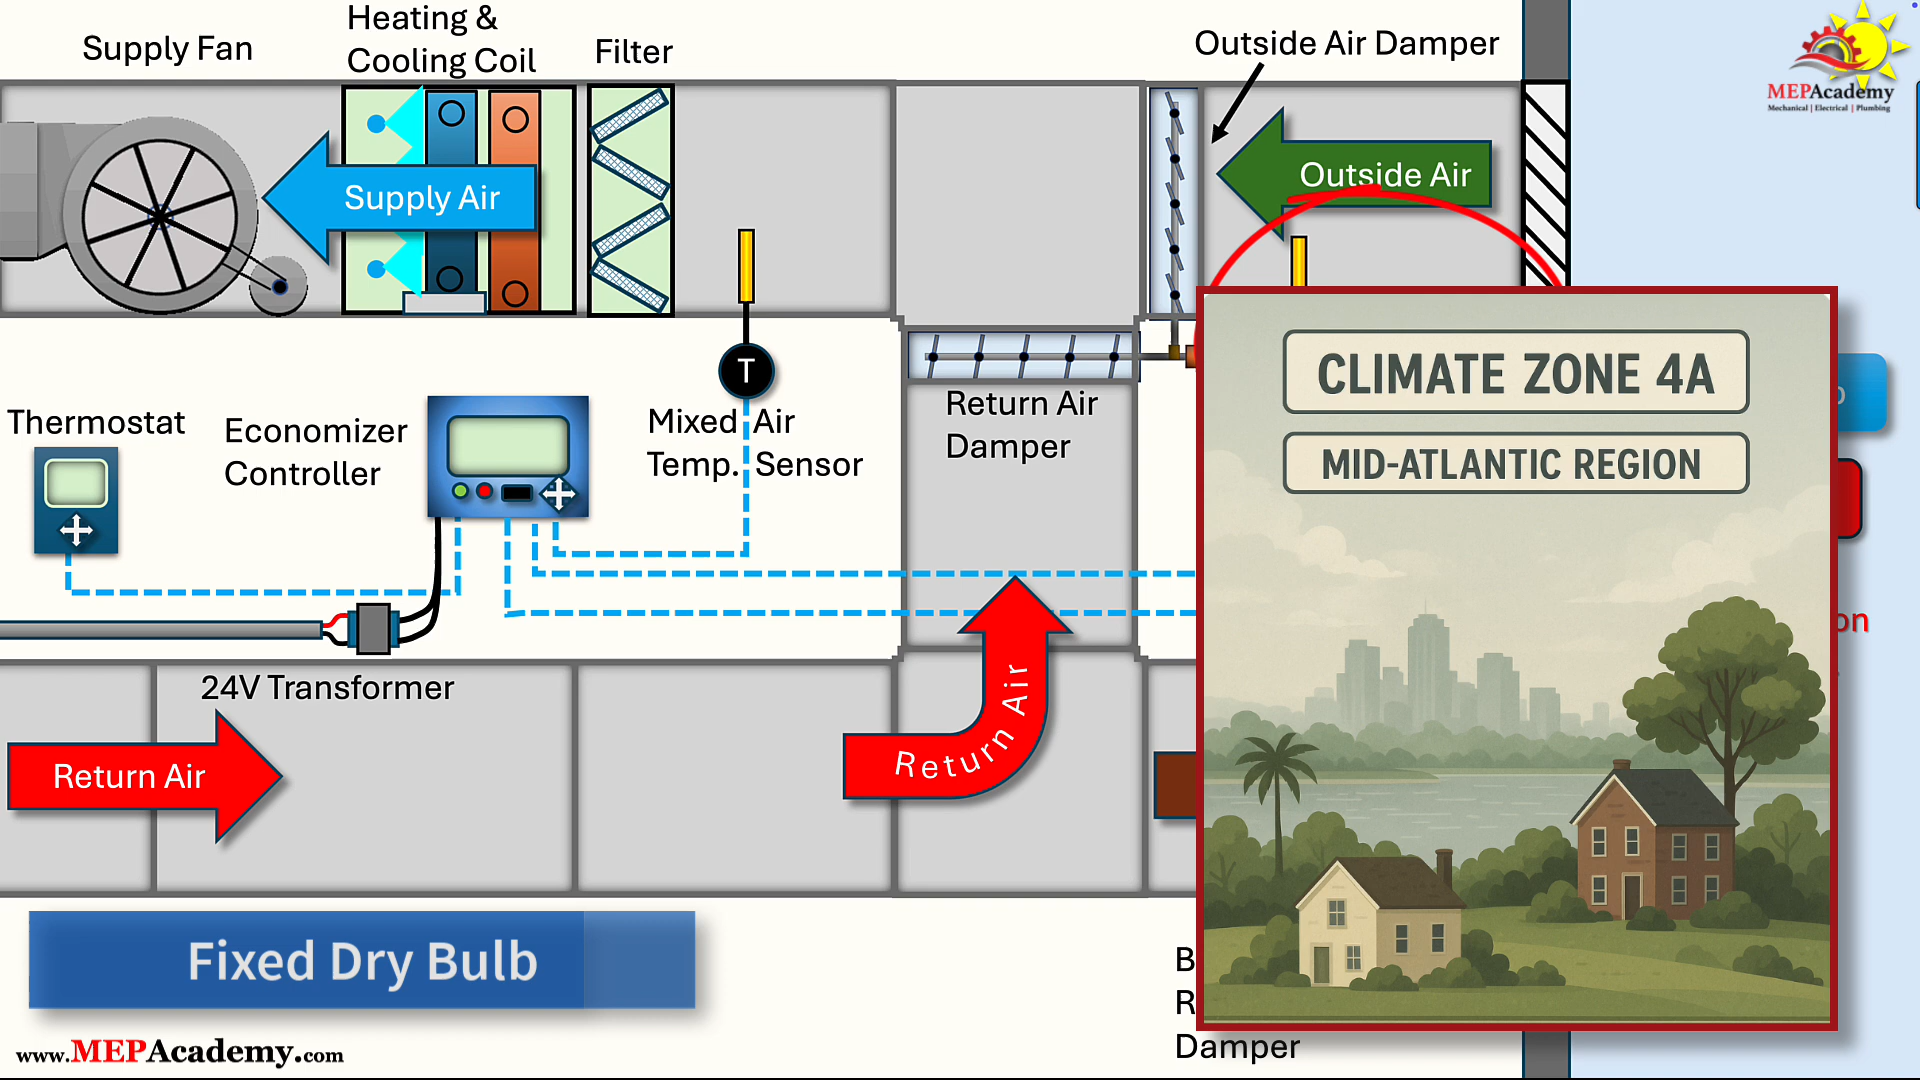 Supply Fan
Heating &
Cooling Coil
Filter
Outside Air Damper
MEPAcademy
Mechanical | Electrical | Plumbing
Supply Air
Outside Air
T
Thermostat
Economizer
Controller
Mixed Air
Temp. Sensor
Return Air
Damper
CLIMATE ZONE 4A
MID-ATLANTIC REGION
24V Transformer
Return Air
Return Air
Fixed Dry Bulb
Damper
www.MEPAcademy.com